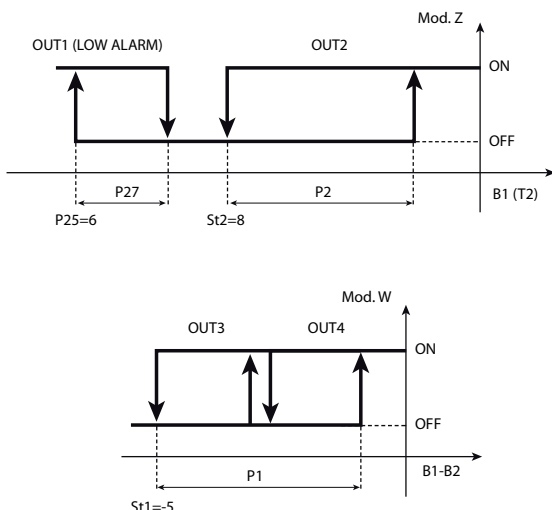 Mod. Z
OUT1 (LOW ALARM)
OUT2
ON
OFF
P27
P2
B1 (T2)
P25=6
St2=8
Mod. W
OUT3
OUT4
ON
OFF
P1
B1-B2
St1=-5